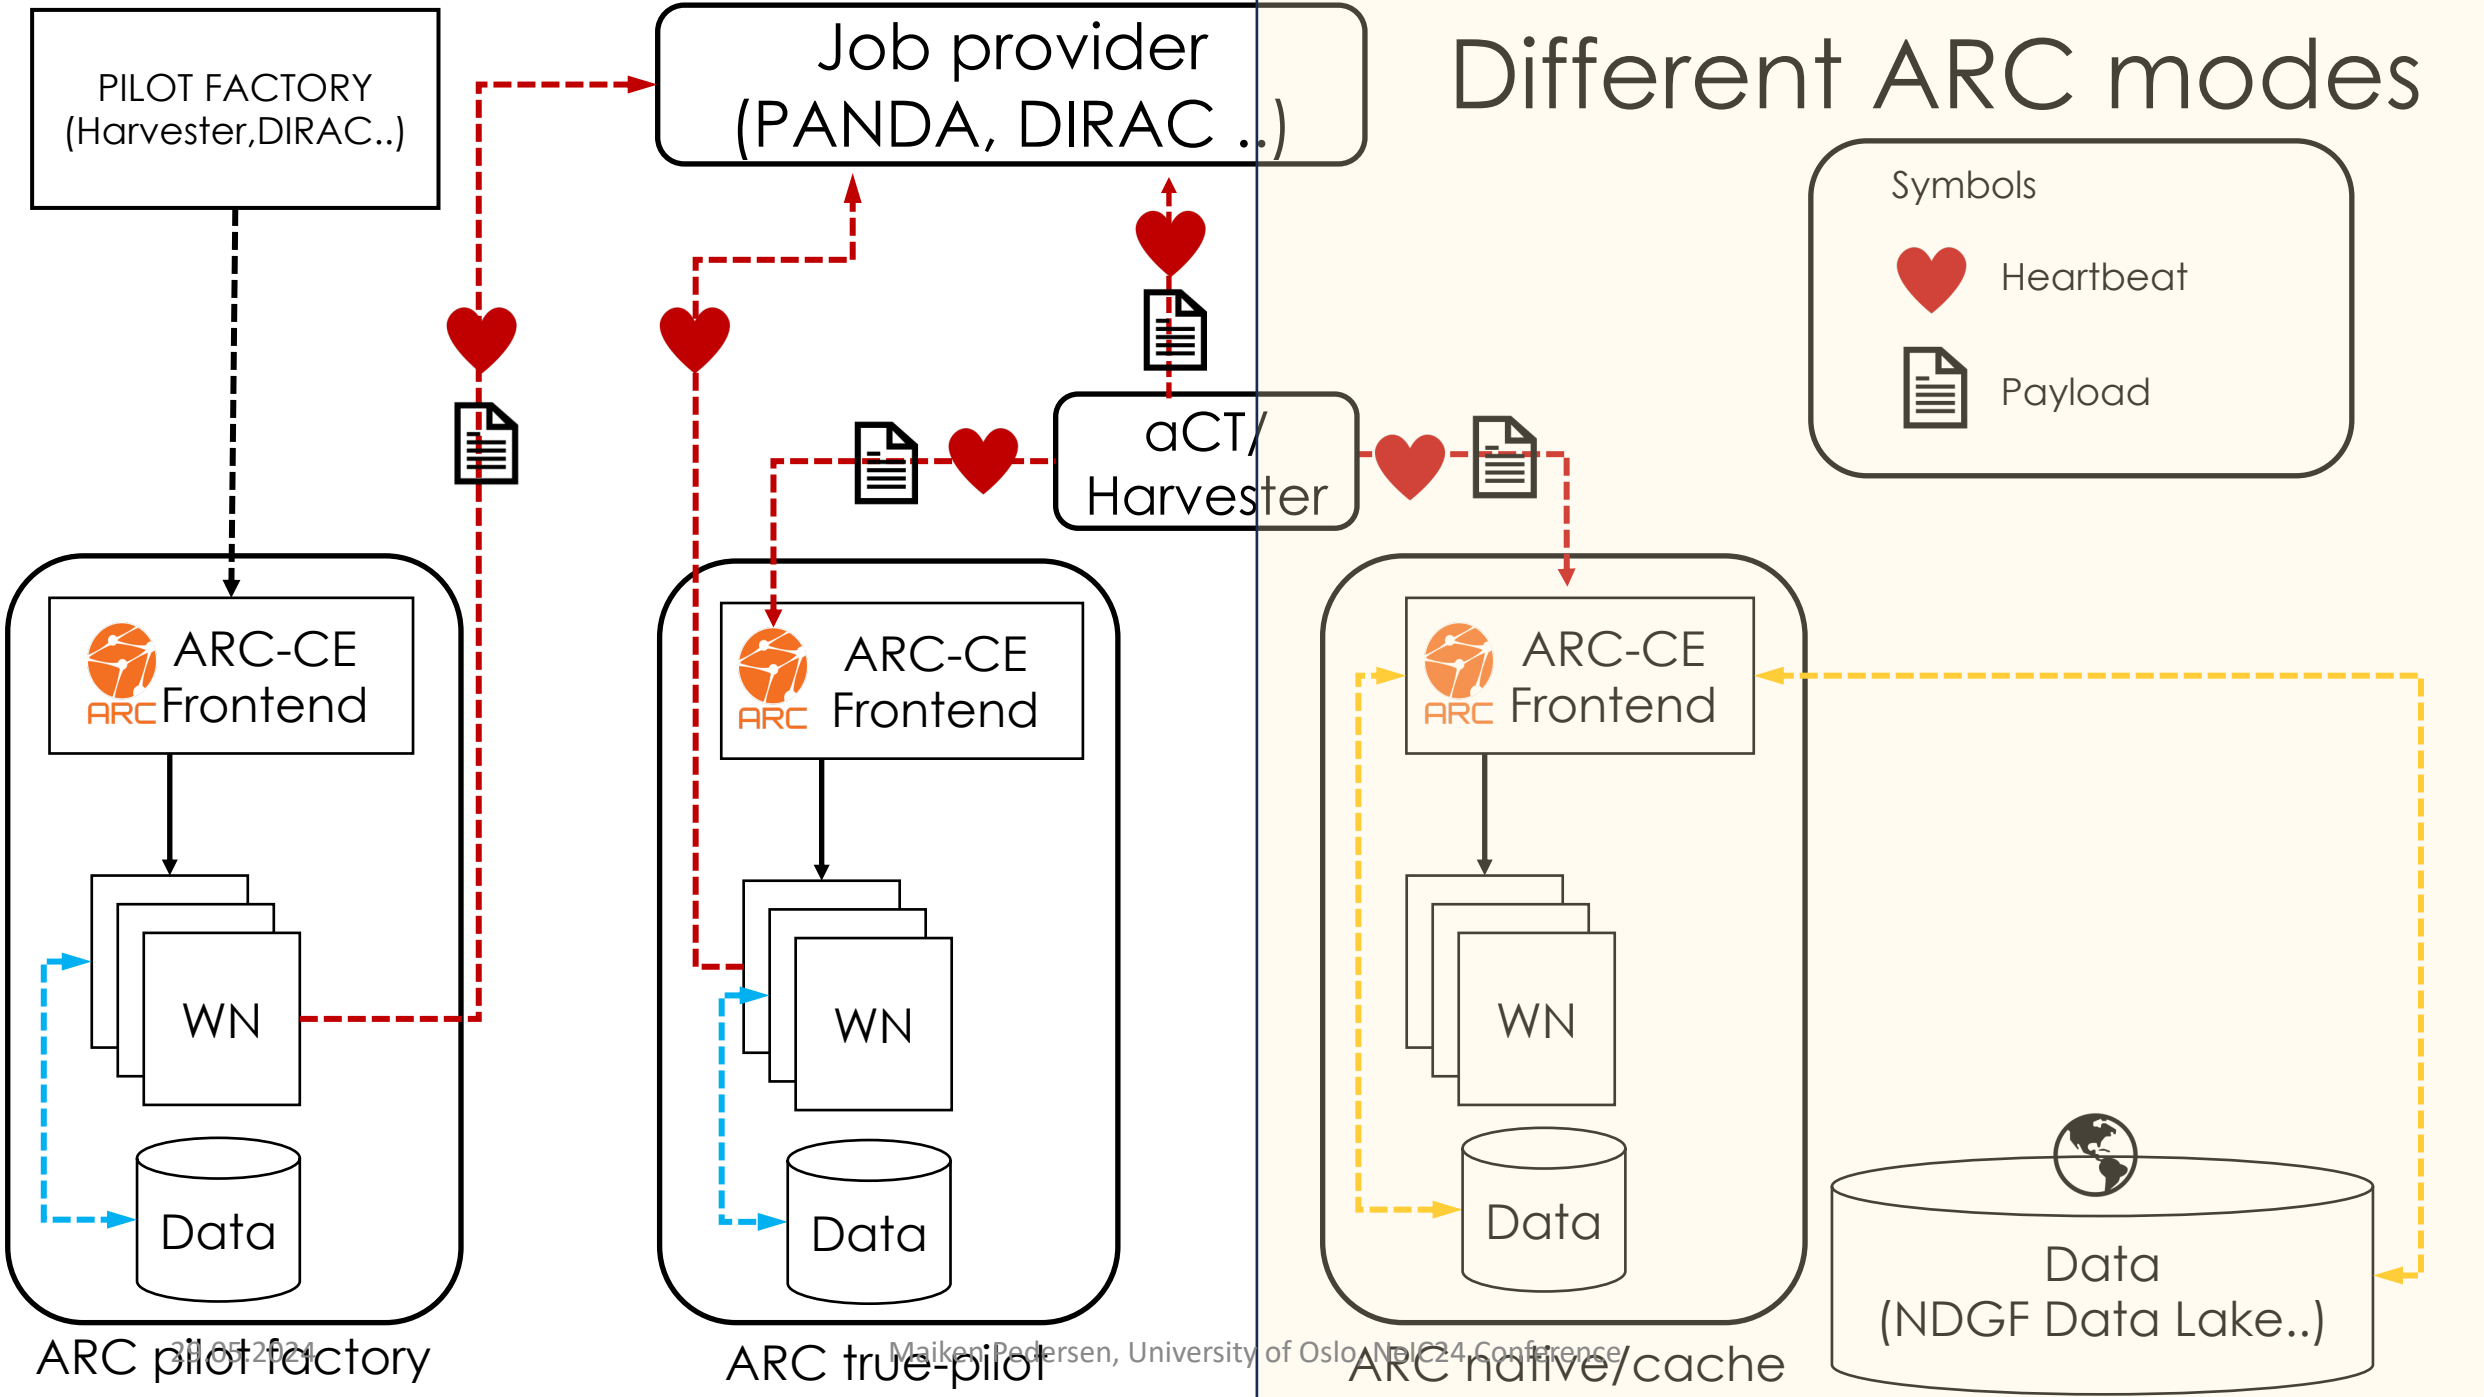 Different ARC modes
PILOT FACTORY
(Harvester,DIRAC..)
Job provider
(PANDA, DIRAC ..)
Symbols
Heartbeat
Payload
aCT/
Harvester
ARC-CE
Frontend
ARC
WN
Data
ARC pilot factory
ARC-CE
Frontend
ARC
WN
Data
ARC true-pilot
ARC-CE
Frontend
ARC
WN
Data
ARC native/cache
Data
(NDGF Data Lake..)
29.05.2024
Maiken Pedersen, University of Oslo, NeIC24 Conference